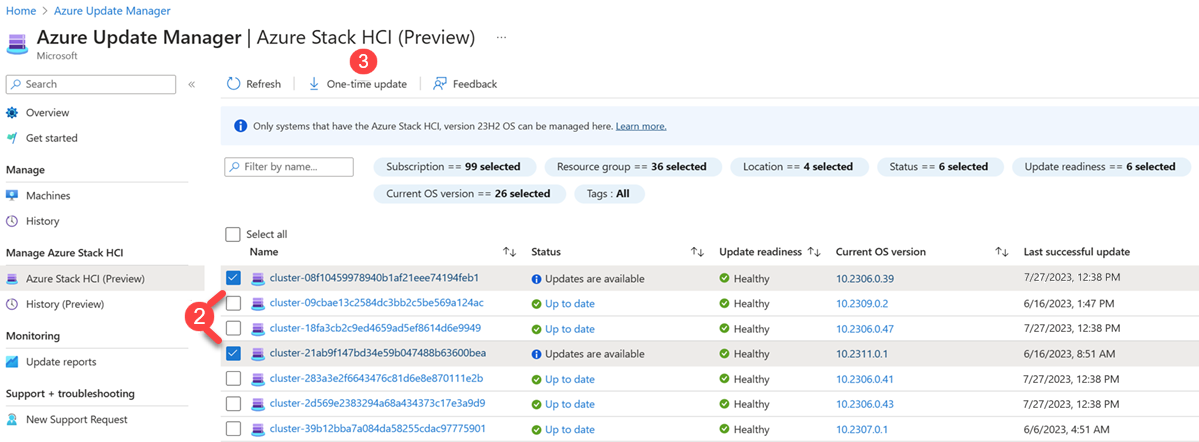 Home > Azure Update Manager
Azure Update Manager | Azure Stack HCI (Preview) ...
Microsoft
3
Search «
Refresh One-time update Feedback
Overview
Get started
Manage
Machines
History
Manage Azure Stack HCI
Azure Stack HCI (Preview)
History (Preview)
Monitoring
Update reports
Support + troubleshooting
New Support Request
Only systems that have the Azure Stack HCI, version 23H2 OS can be managed here. Learn more.
Filter by name... Subscription == 99 selected Resource group == 36 selected Location == 4 selected Status == 6 selected Update readiness == 6 selected
Current OS version == 26 selected Tags : All
Select all
Name Status Update readiness Current OS version Last successful update
cluster-08f10459978940b1af21eee74194feb1 Updates are available Healthy 10.2306.0.39 7/27/2023, 12:38 PM
cluster-09cbae13c2584dc3bb2c5be569a124ac Up to date Healthy 10.2309.0.2 6/16/2023, 1:47 PM
2
cluster-18fa3cb2c9ed4659ad5ef8614d6e9949 Up to date Healthy 10.2306.0.47 7/27/2023, 12:38 PM
cluster-21ab9f147bd34e59b047488b63600bea Updates are available Healthy 10.2311.0.1 6/16/2023, 8:51 AM
cluster-283a3e2f6643476c81d6e8e870111e2b Up to date Healthy 10.2306.0.41 7/27/2023, 12:38 PM
cluster-2d569e2383294a68a434373c17e3a9d9 Up to date Healthy 10.2306.0.43 7/27/2023, 12:38 PM
cluster-39b12bba7a084da58255cdac97775901 Up to date Healthy 10.2307.0.1 6/6/2023, 4:51 AM